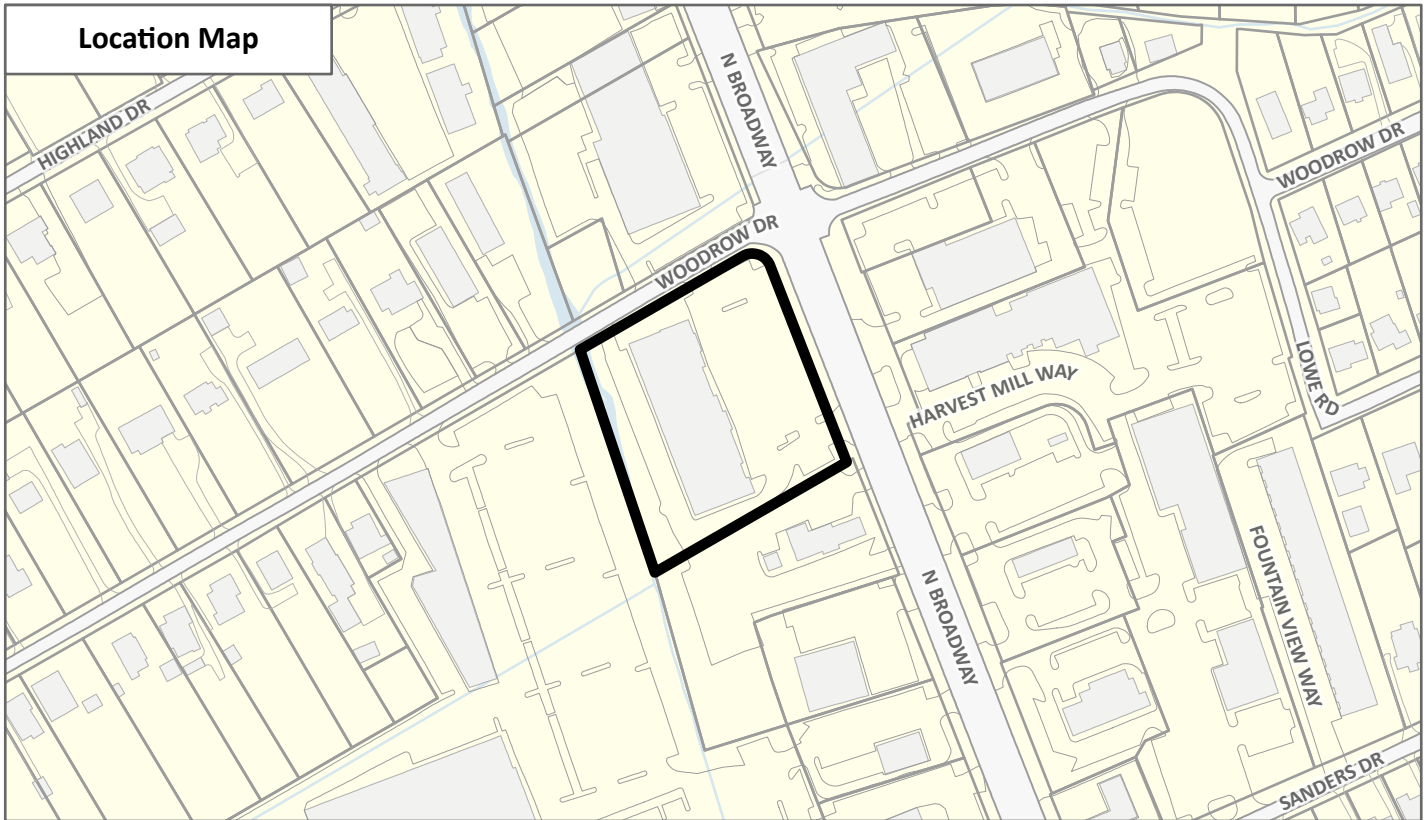 Location Map
HIGHLAND DR
N BROADWAY
WOODROW DR
WOODROW DR
HARVEST MILL WAY
LOWE RD
N BROADWAY
FOUNTAIN VIEW WAY
SANDERS DR